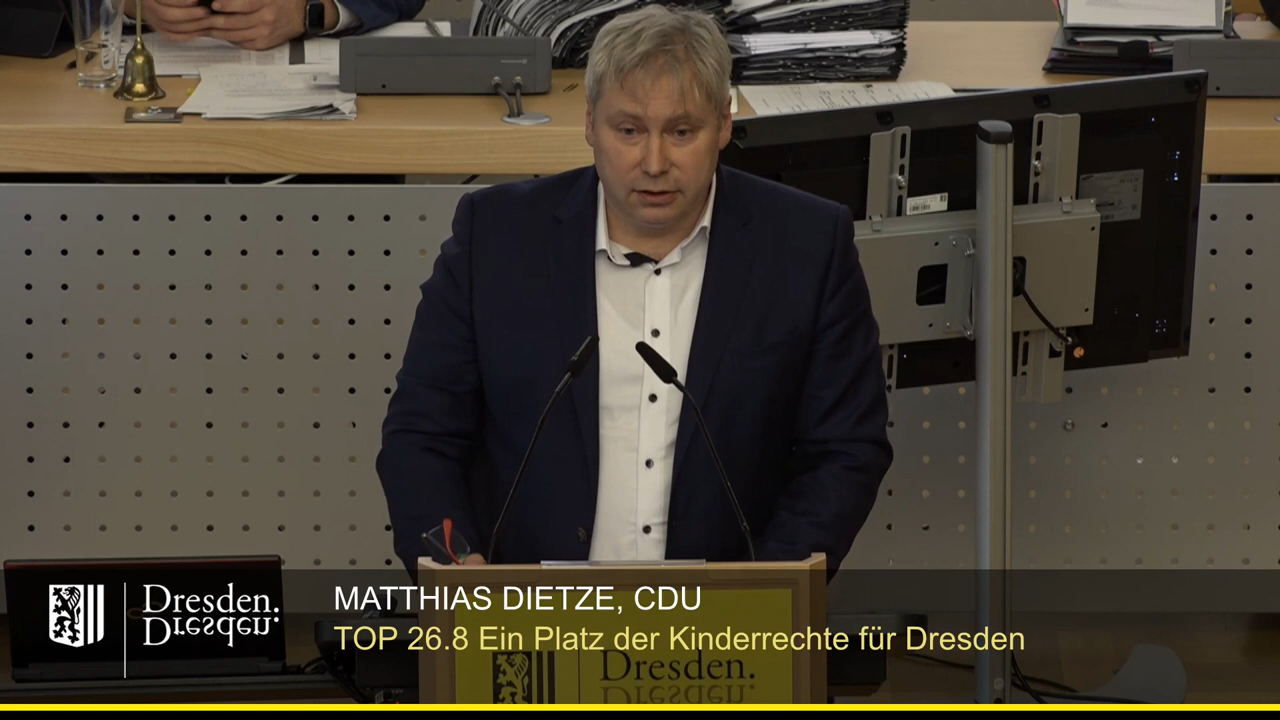 Dresden.
Dresden.
MATTHIAS DIETZE, CDU
TOP 26.8 Ein Platz der Kinderrechte für Dresden
Dresden.
Dresden.